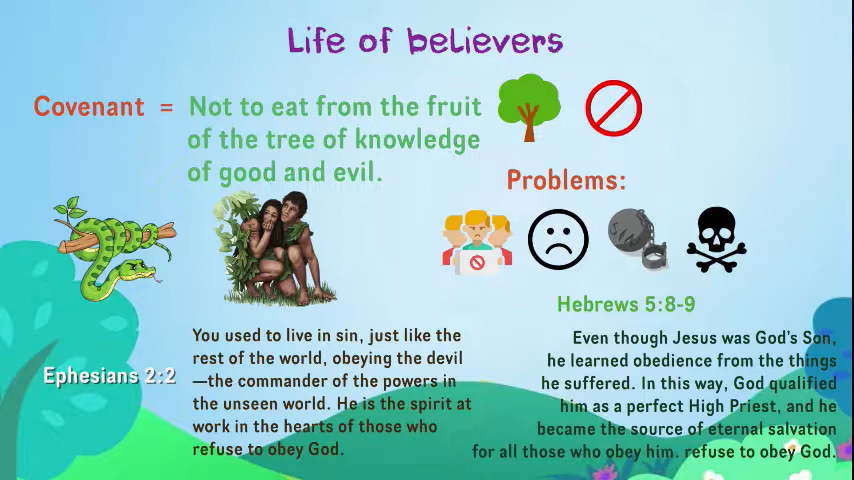 Life of believers
Covenant = Not to eat from the fruit
of the tree of knowledge
of good and evil.
Problems:
Ephesians 2:2
You used to live in sin, just like the
rest of the world, obeying the devil
—the commander of the powers in
the unseen world. He is the spirit at
work in the hearts of those who
refuse to obey God.
Hebrews 5:8-9
Even though Jesus was God's Son,
he learned obedience from the things
he suffered. In this way, God qualified
him as a perfect High Priest, and he
became the source of eternal salvation
for all those who obey him. refuse to obey God.